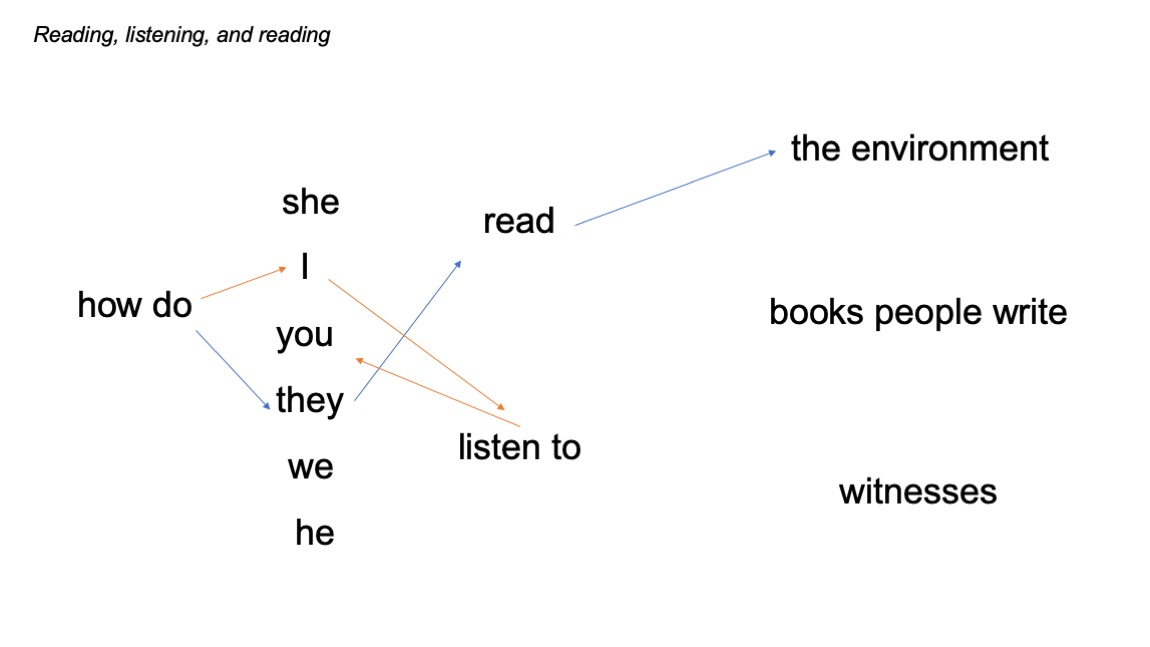 Reading, listening, and reading
how do
she
I
you
they
we
he
read
listen to
the environment
books people write
witnesses